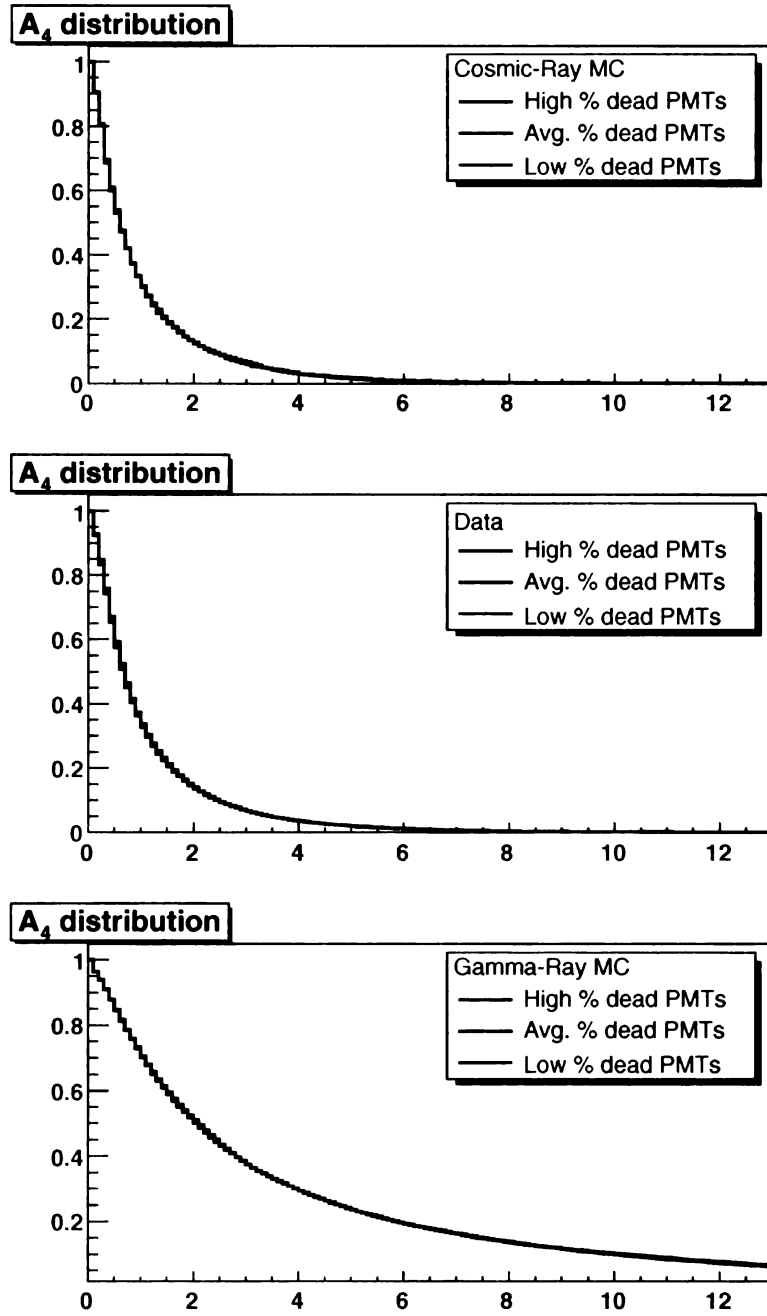 A4 distribution
1
0.8
0.6
0.4
0.2
0
0 2 4 6 8 10 12
Cosmic-Ray MC
High % dead PMTs
Avg. % dead PMTs
Low % dead PMTs
A4 distribution
1
0.8
0.6
0.4
0.2
0
0 2 4 6 8 10 12
Data
High % dead PMTs
Avg. % dead PMTs
Low % dead PMTs
A4 distribution
1
0.8
0.6
0.4
0.2
0 2 4 6 8 10 12
Gamma-Ray MC
High % dead PMTs
Avg. % dead PMTs
Low % dead PMTs